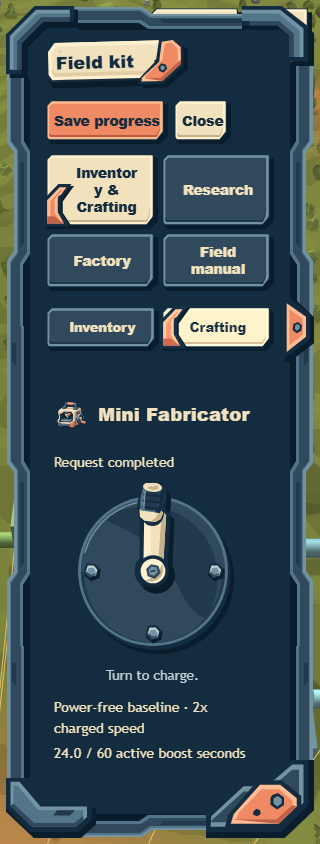 Field kit
Save progress
Close
Inventor
y &
Crafting
Research
Factory
Field
manual
Inventory
Crafting
Mini Fabricator
Request completed
Turn to charge.
Power-free baseline · 2x
charged speed
24.0 / 60 active boost seconds